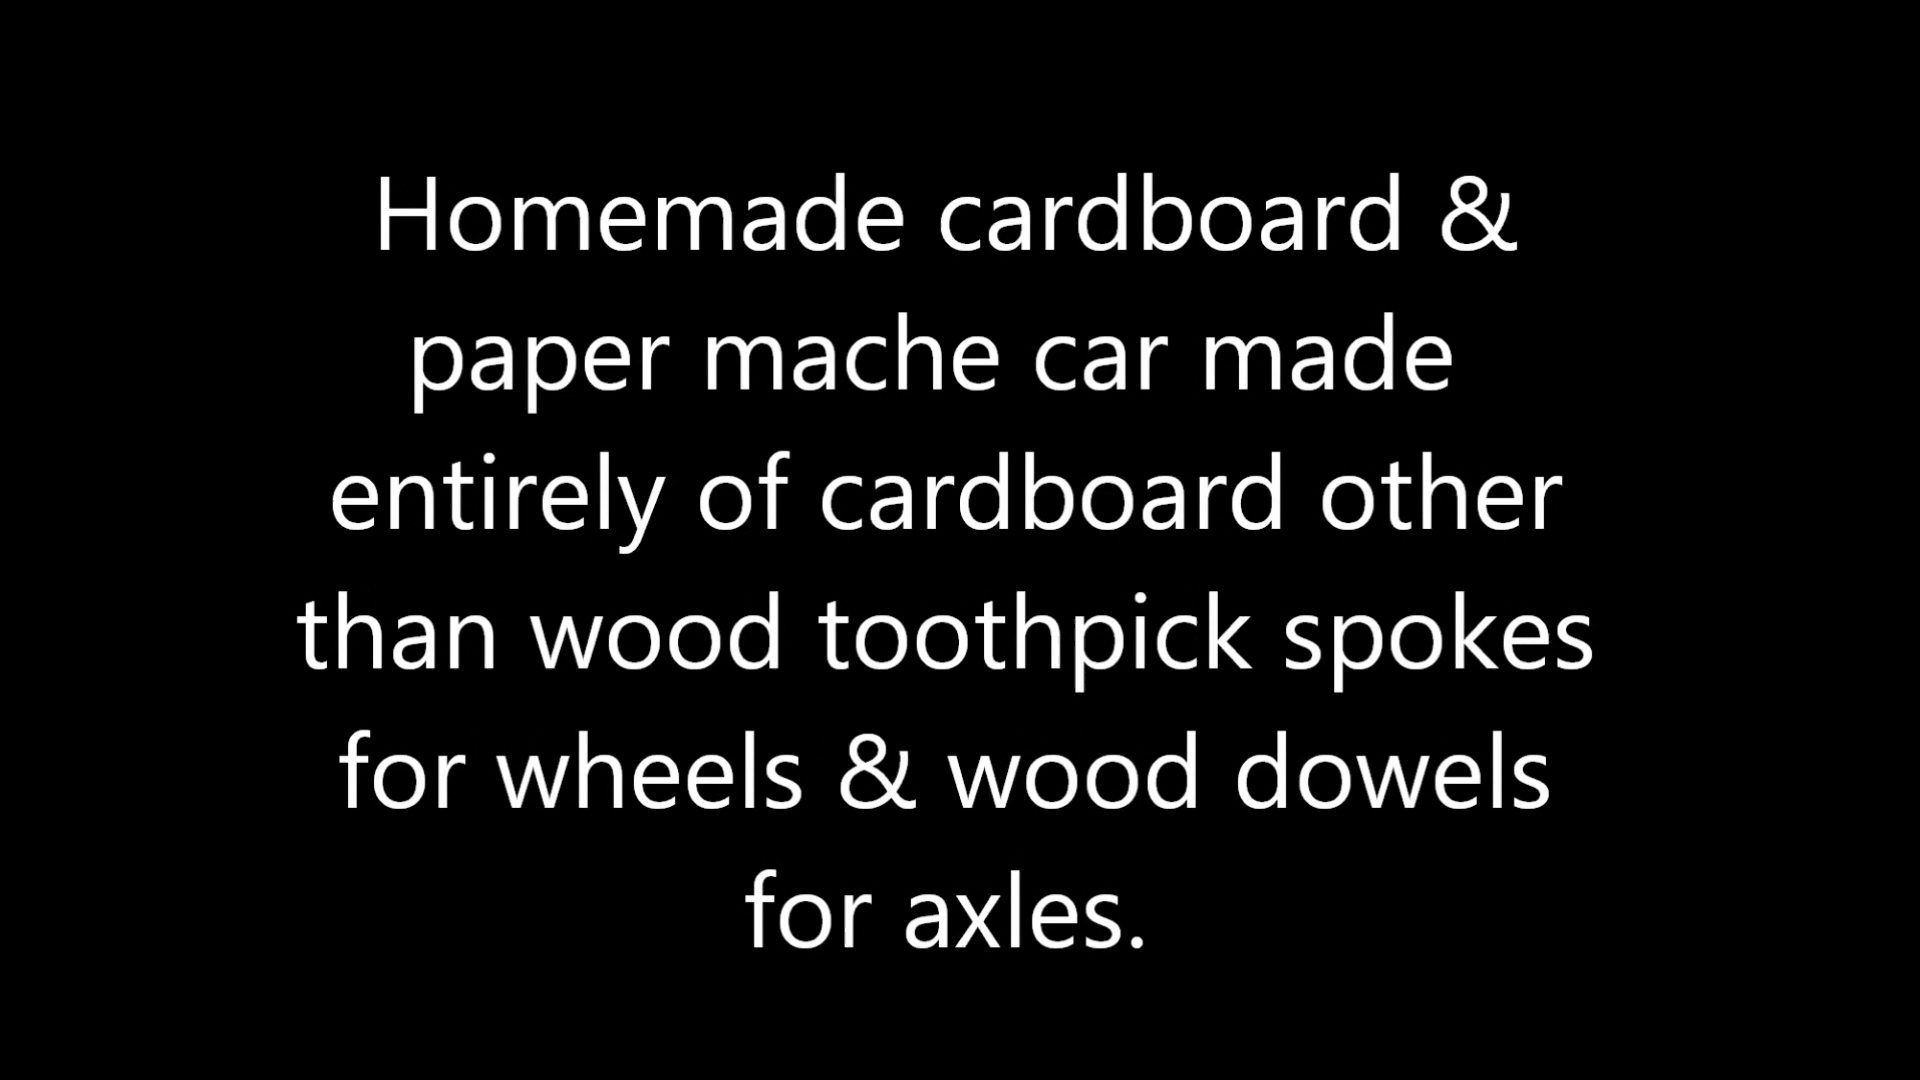 Homemade cardboard &
paper mache car made
entirely of cardboard other
than wood toothpick spokes
for wheels & wood dowels
for axles.